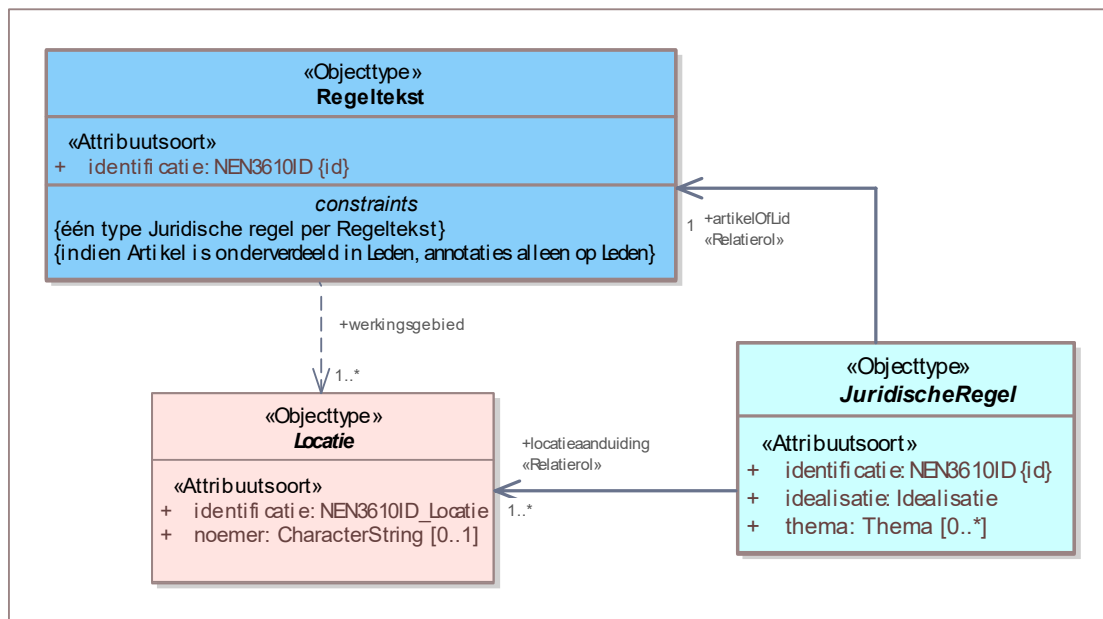 «Objecttype»
Regeltekst
«Attribuutsoort»
+ identificatie: NEN3610ID {id}
constraints
{één type Juridische regel per Regeltekst}
{indien Artikel is onderverdeeld in Leden, annotaties alleen op Leden}
1
+artikelOfLid
«Relatierol»
+werkingsgebied
1..*
«Objecttype»
Locatie
«Attribuutsoort»
+ identificatie: NEN3610ID_Locatie
+ noemer: CharacterString [0..1]
+locatieaanduiding
«Relatierol»
1..*
«Objecttype»
JuridischeRegel
«Attribuutsoort»
+ identificatie: NEN3610ID {id}
+ idealisatie: Idealisatie
+ thema: Thema [0..*]